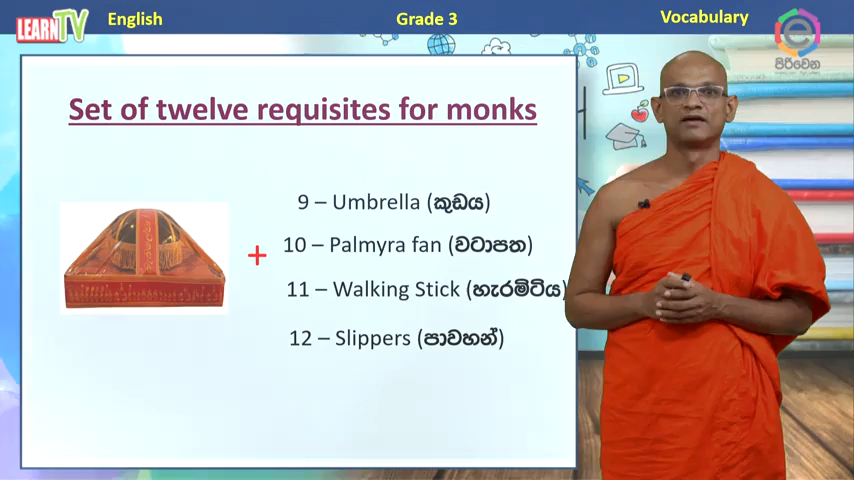 LEARN TV
English
Grade 3
Vocabulary
පිරිවෙන
Set of twelve requisites for monks
9 – Umbrella (කුඩය)
+ 10 – Palmyra fan (වටාපත)
11 – Walking Stick (හැරමිටිය)
12 – Slippers (පාවහන්)